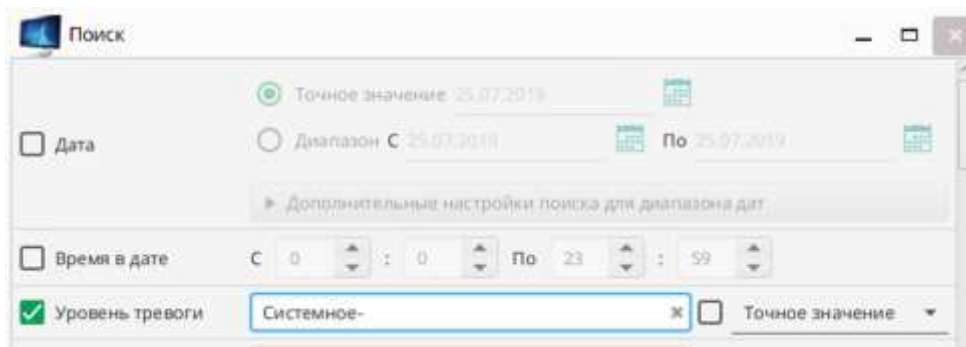 Поиск
Точное значение 25.07.2019
Дата
Диапазон С 25.07.2019 По 25.07.2019
Дополнительные настройки поиска для диапазона дат
Время в дате С 0 : 0 По 23 : 59
Уровень тревоги Системное- Точное значение